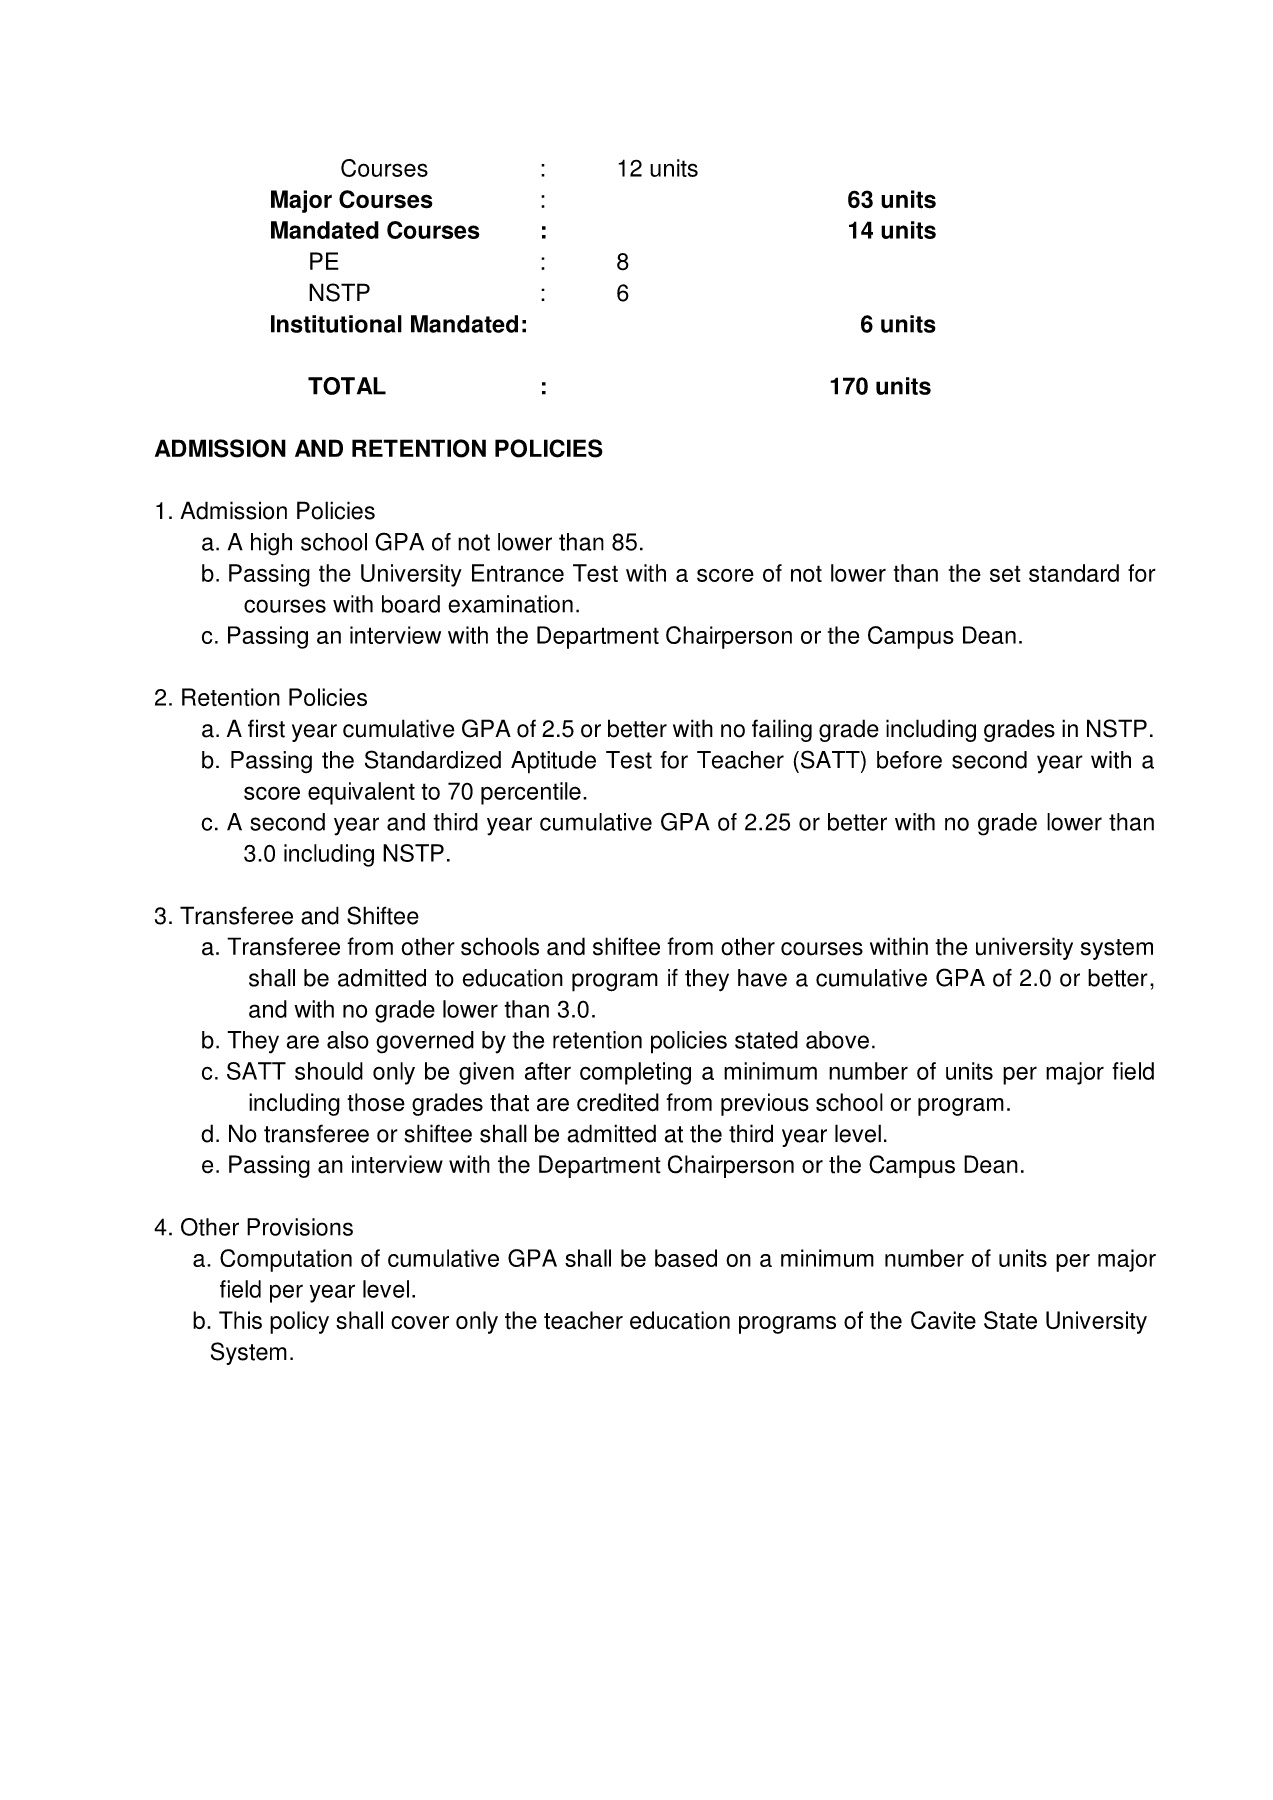 Courses : 12 units
Major Courses : 63 units
Mandated Courses : 14 units
PE : 8
NSTP : 6
Institutional Mandated: 6 units
TOTAL : 170 units
ADMISSION AND RETENTION POLICIES
1. Admission Policies
a. A high school GPA of not lower than 85.
b. Passing the University Entrance Test with a score of not lower than the set standard for
courses with board examination.
c. Passing an interview with the Department Chairperson or the Campus Dean.
2. Retention Policies
a. A first year cumulative GPA of 2.5 or better with no failing grade including grades in NSTP.
b. Passing the Standardized Aptitude Test for Teacher (SATT) before second year with a
score equivalent to 70 percentile.
c. A second year and third year cumulative GPA of 2.25 or better with no grade lower than
3.0 including NSTP.
3. Transferee and Shiftee
a. Transferee from other schools and shiftee from other courses within the university system
shall be admitted to education program if they have a cumulative GPA of 2.0 or better,
and with no grade lower than 3.0.
b. They are also governed by the retention policies stated above.
c. SATT should only be given after completing a minimum number of units per major field
including those grades that are credited from previous school or program.
d. No transferee or shiftee shall be admitted at the third year level.
e. Passing an interview with the Department Chairperson or the Campus Dean.
4. Other Provisions
a. Computation of cumulative GPA shall be based on a minimum number of units per major
field per year level.
b. This policy shall cover only the teacher education programs of the Cavite State University
System.